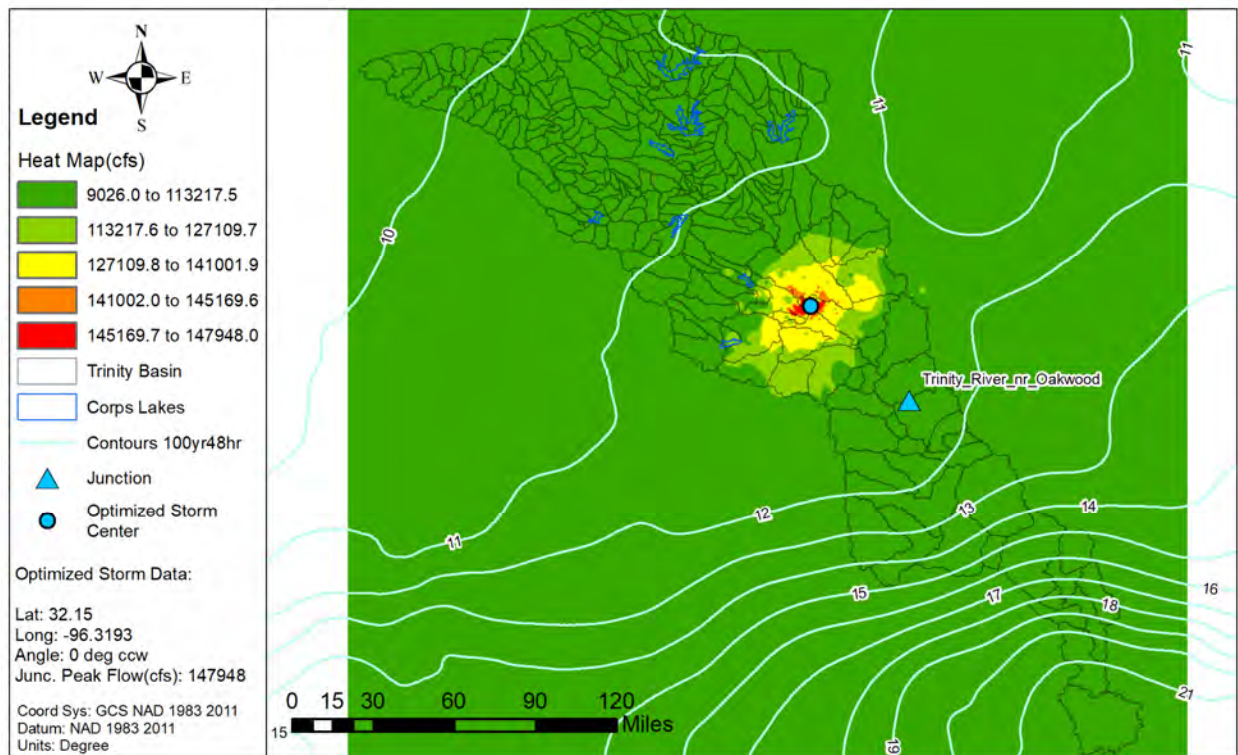 N
W E
S
Legend
Heat Map(cfs)
9026.0 to 113217.5
113217.6 to 127109.7
127109.8 to 141001.9
141002.0 to 145169.6
145169.7 to 147948.0
Trinity Basin
Corps Lakes
Contours 100yr48hr
Junction
Optimized Storm
Center
Optimized Storm Data:
Lat: 32.15
Long: -96.3193
Angle: 0 deg ccw
Junc. Peak Flow(cfs): 147948
Coord Sys: GCS NAD 1983 2011
Datum: NAD 1983 2011
Units: Degree
11
11
10
Trinity_River_nr_Oakwood
12
13
14
11
15
17
16
18
21
19
15
0 15 30 60 90 120
Miles